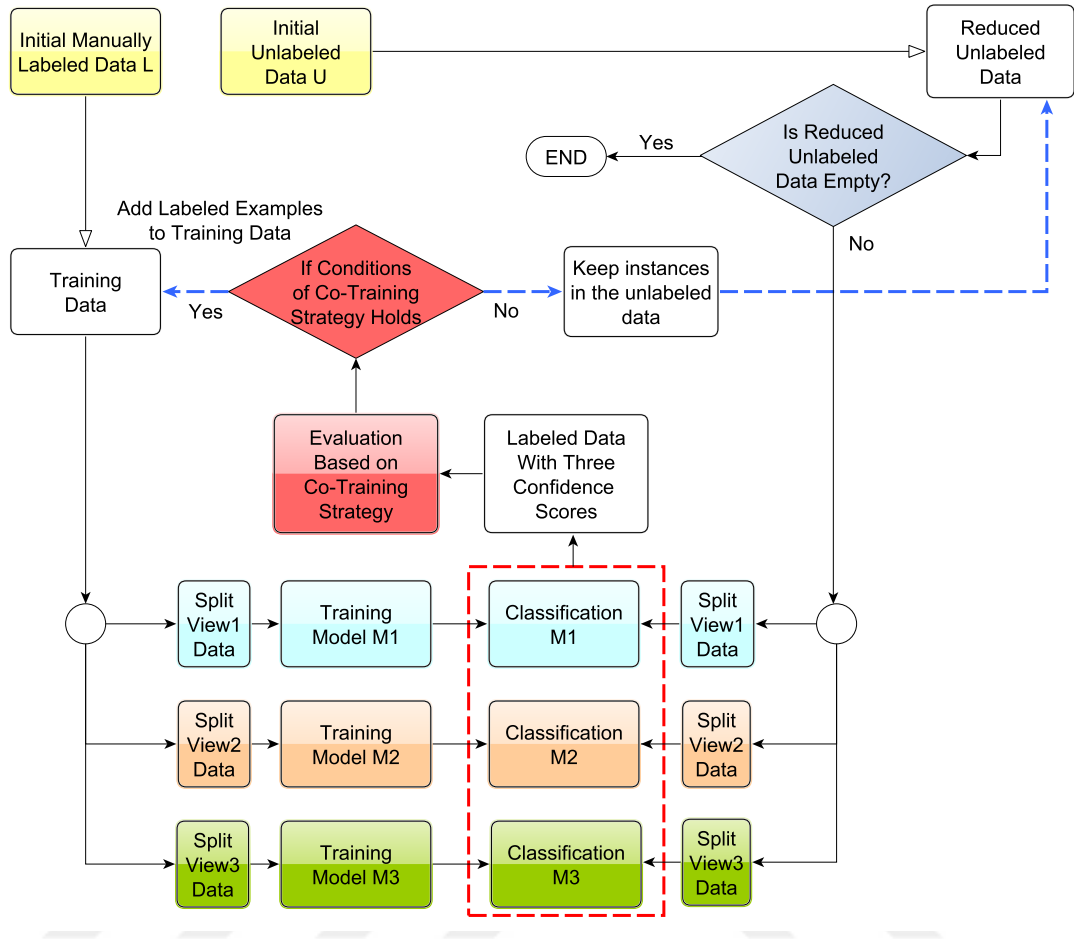 Initial Manually
Labeled Data L
Initial
Unlabeled
Data U
Reduced
Unlabeled
Data
Is Reduced
Unlabeled
Data Empty?
Yes
END
No
Add Labeled Examples
to Training Data
Training
Data
Yes
If Conditions
of Co-Training
Strategy Holds
No
Keep instances
in the unlabeled
data
Evaluation
Based on
Co-Training
Strategy
Labeled Data
With Three
Confidence
Scores
Split
View1
Data
Training
Model M1
Classification
M1
Split
View1
Data
Split
View2
Data
Training
Model M2
Classification
M2
Split
View2
Data
Split
View3
Data
Training
Model M3
Classification
M3
Split
View3
Data